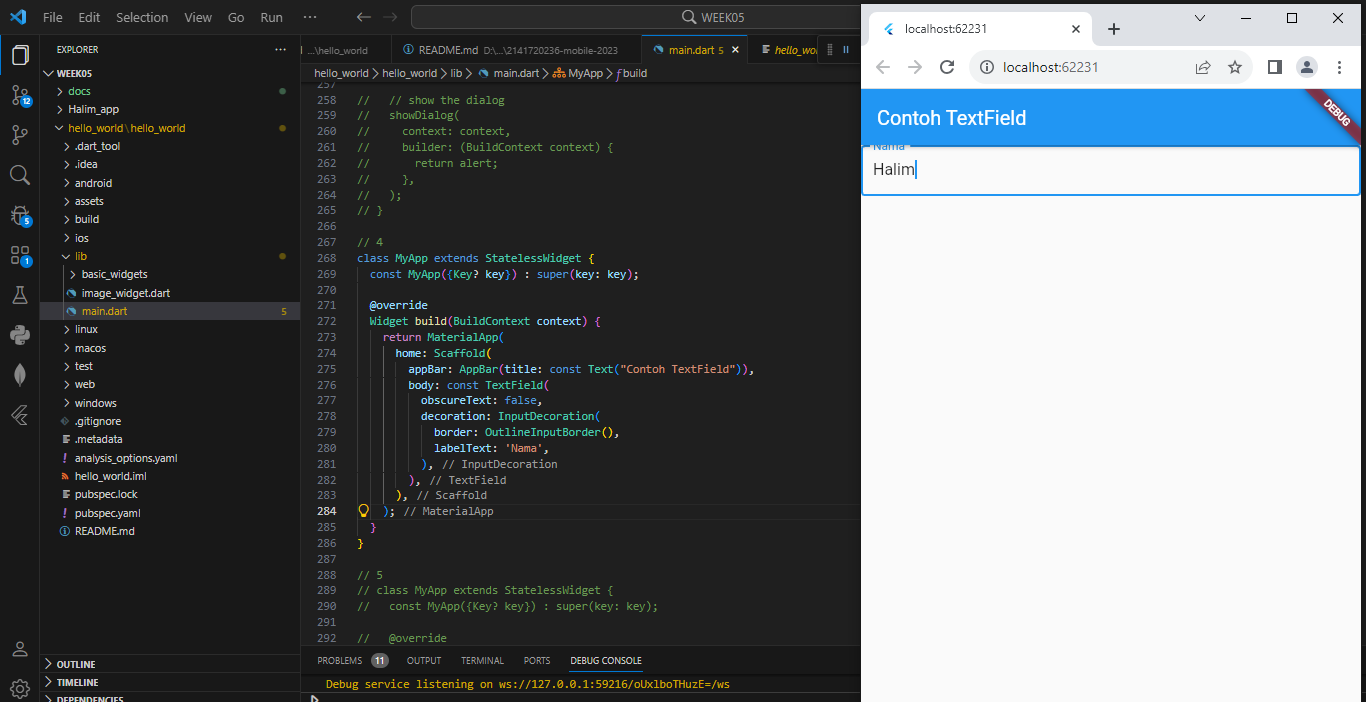 File Edit Selection View Go Run ···
WEEK05
EXPLORER
WEEK05
docs
Halim_app
hello_world \ hello_world
.dart_tool
.idea
android
assets
build
ios
lib
basic_widgets
image_widget.dart
main.dart 5
linux
macos
test
web
windows
.gitignore
.metadata
analysis_options.yaml
hello_world.iml
pubspec.lock
pubspec.yaml
README.md
OUTLINE
TIMELINE
DEPENDENCIES
12
5
1
...\hello_world
README.md D:\...\2141720236-mobile-2023
main.dart 5
hello_wor
hello_world > hello_world > lib > main.dart > MyApp > build
257
258 //   // show the dialog
259 //   showDialog(
260 //     context: context,
261 //     builder: (BuildContext context) {
262 //       return alert;
263 //     },
264 //   );
265 // }
266
267 // 4
268 class MyApp extends StatelessWidget {
269   const MyApp({Key? key}) : super(key: key);
270
271   @override
272   Widget build(BuildContext context) {
273     return MaterialApp(
274       home: Scaffold(
275         appBar: AppBar(title: const Text("Contoh TextField")),
276         body: const TextField(
277           obscureText: false,
278           decoration: InputDecoration(
279             border: OutlineInputBorder(),
280             labelText: 'Nama',
281           ), // InputDecoration
282         ), // TextField
283       ), // Scaffold
284     ); // MaterialApp
285   }
286 }
287
288 // 5
289 // class MyApp extends StatelessWidget {
290 //   const MyApp({Key? key}) : super(key: key);
291
292 //   @override
PROBLEMS 11 OUTPUT TERMINAL PORTS DEBUG CONSOLE
Debug service listening on ws://127.0.0.1:59216/oUxlboTHuzE=/ws
localhost:62231
localhost:62231
Contoh TextField
DEBUG
Nama
Halim